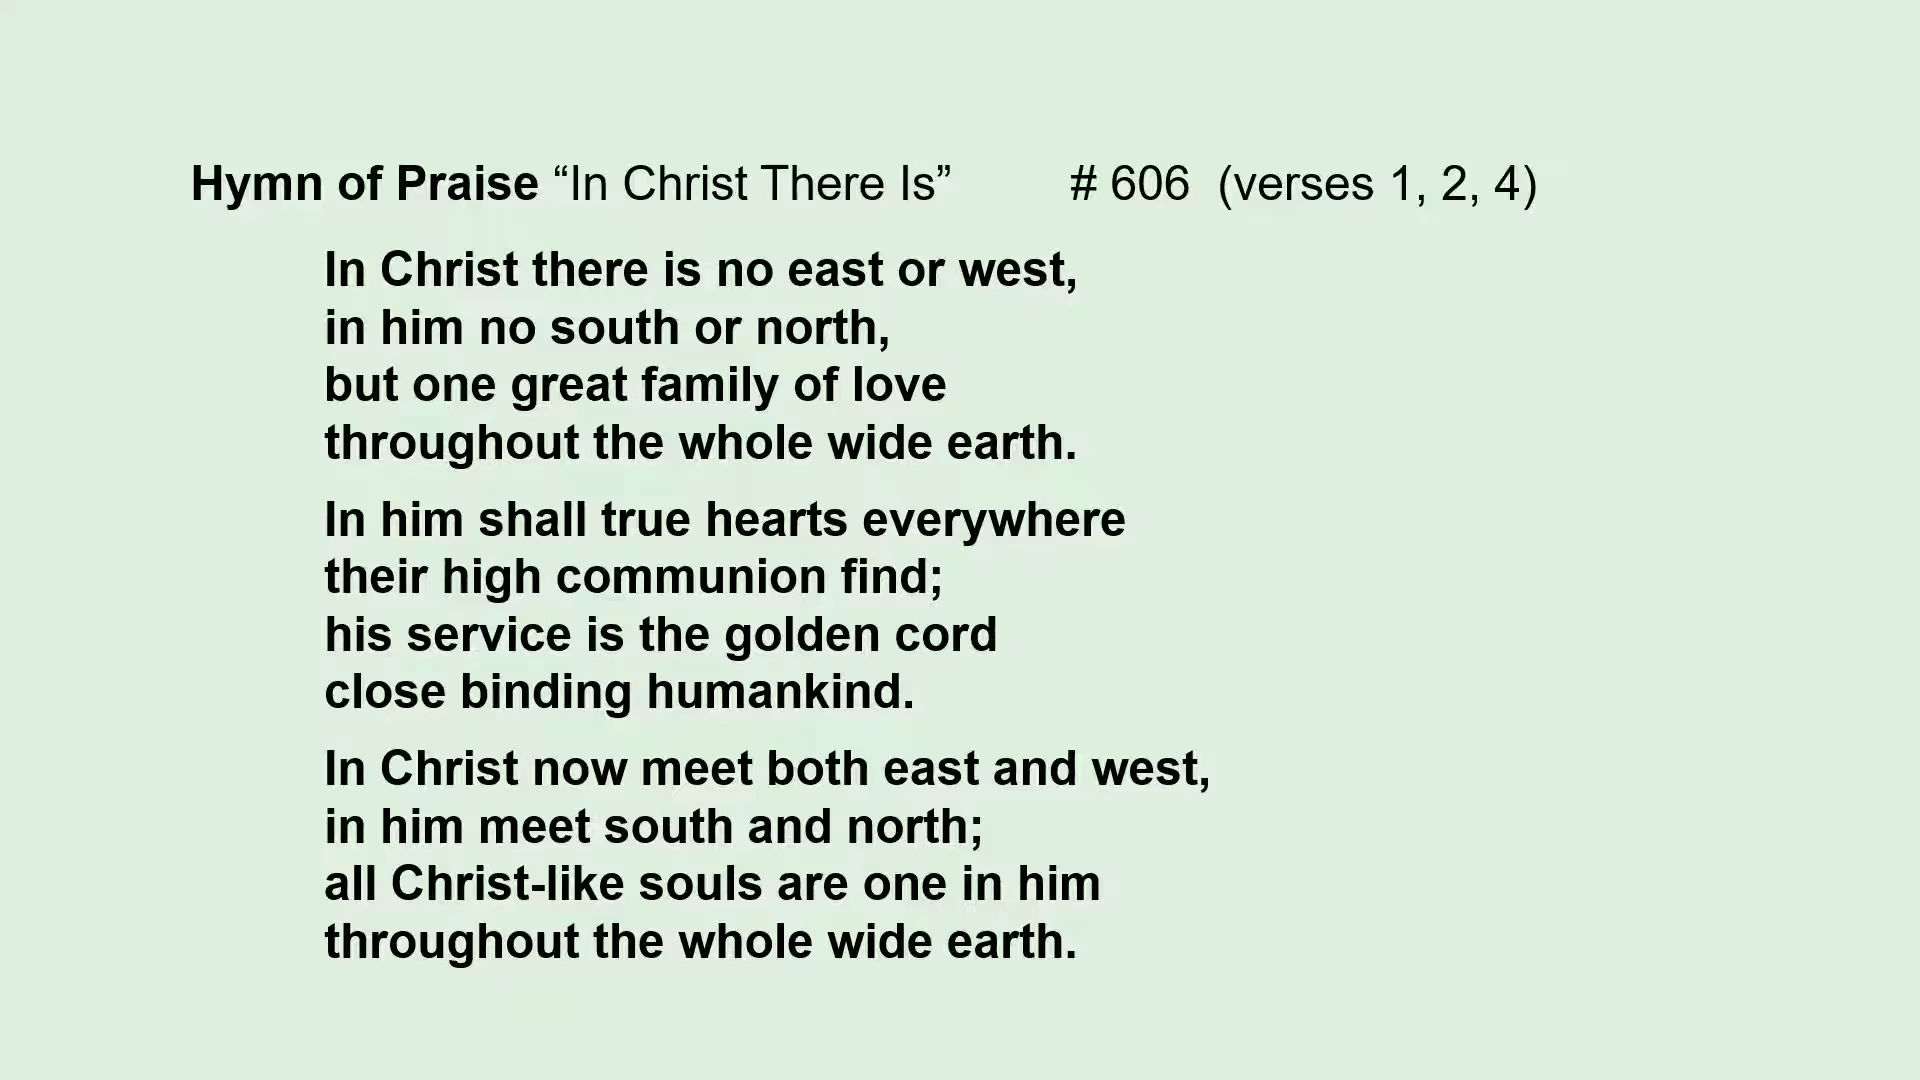 Hymn of Praise “In Christ There Is” # 606 (verses 1, 2, 4)
In Christ there is no east or west,
in him no south or north,
but one great family of love
throughout the whole wide earth.
In him shall true hearts everywhere
their high communion find;
his service is the golden cord
close binding humankind.
In Christ now meet both east and west,
in him meet south and north;
all Christ-like souls are one in him
throughout the whole wide earth.